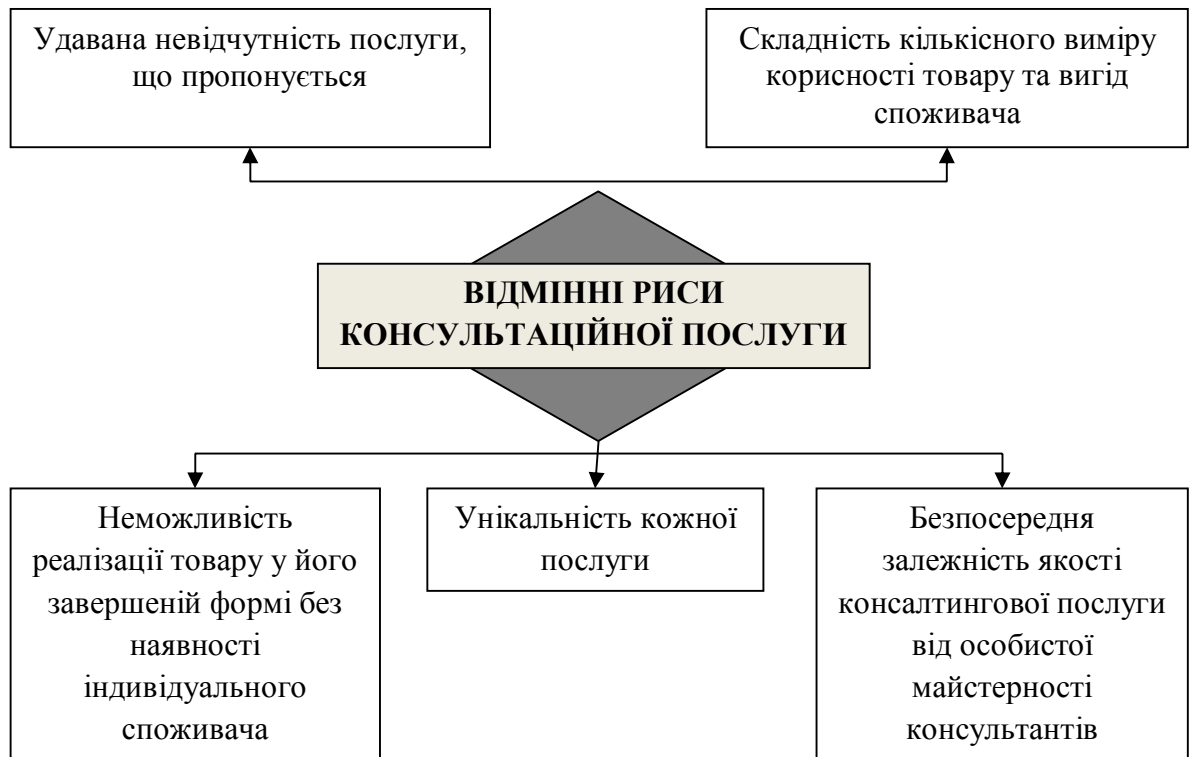 Удавана невідчутність послуги,
що пропонується
Складність кількісного виміру
корисності товару та вигід
споживача
ВІДМІННІ РИСИ
КОНСУЛЬТАЦІЙНОЇ ПОСЛУГИ
Неможливість
реалізації товару у його
завершеній формі без
наявності
індивідуального
споживача
Унікальність кожної
послуги
Безпосередня
залежність якості
консалтингової послуги
від особистої
майстерності
консультантів